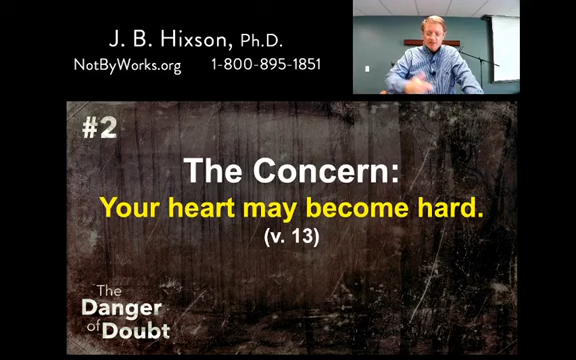 J. B. Hixson, Ph.D.
NotByWorks.org 1-800-895-1851
#2
The Concern:
Your heart may become hard.
(v. 13)
The
Danger
of Doubt